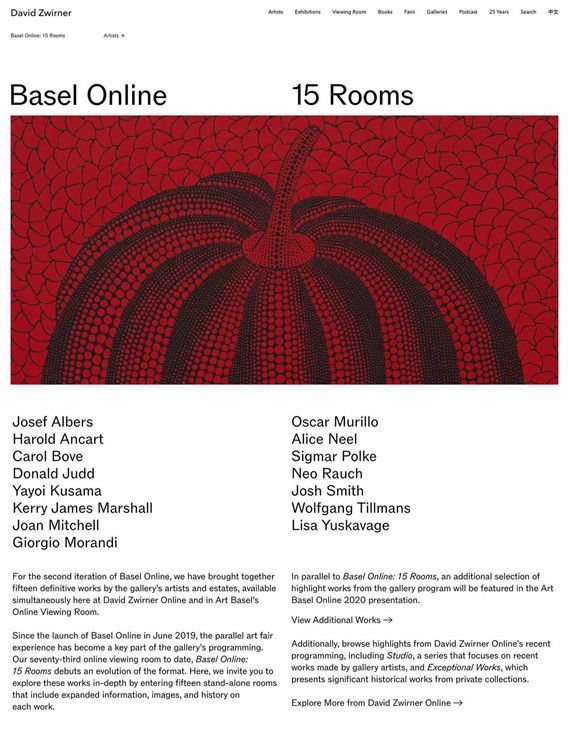 David Zwirner
Artists Exhibitions Viewing Room Books Fairs Galleries Podcast 25 Years Search 中文
Basel Online: 15 Rooms Artists +
Basel Online
15 Rooms
Josef Albers
Harold Ancart
Carol Bove
Donald Judd
Yayoi Kusama
Kerry James Marshall
Joan Mitchell
Giorgio Morandi
Oscar Murillo
Alice Neel
Sigmar Polke
Neo Rauch
Josh Smith
Wolfgang Tillmans
Lisa Yuskavage
For the second iteration of Basel Online, we have brought together
fifteen definitive works by the gallery's artists and estates, available
simultaneously here at David Zwirner Online and in Art Basel's
Online Viewing Room.
Since the launch of Basel Online in June 2019, the parallel art fair
experience has become a key part of the gallery's programming.
Our seventy-third online viewing room to date, Basel Online:
15 Rooms debuts an evolution of the format. Here, we invite you to
explore these works in-depth by entering fifteen stand-alone rooms
that include expanded information, images, and history on
each work.
In parallel to Basel Online: 15 Rooms, an additional selection of
highlight works from the gallery program will be featured in the Art
Basel Online 2020 presentation.
View Additional Works →
Additionally, browse highlights from David Zwirner Online's recent
programming, including Studio, a series that focuses on recent
works made by gallery artists, and Exceptional Works, which
presents significant historical works from private collections.
Explore More from David Zwirner Online →